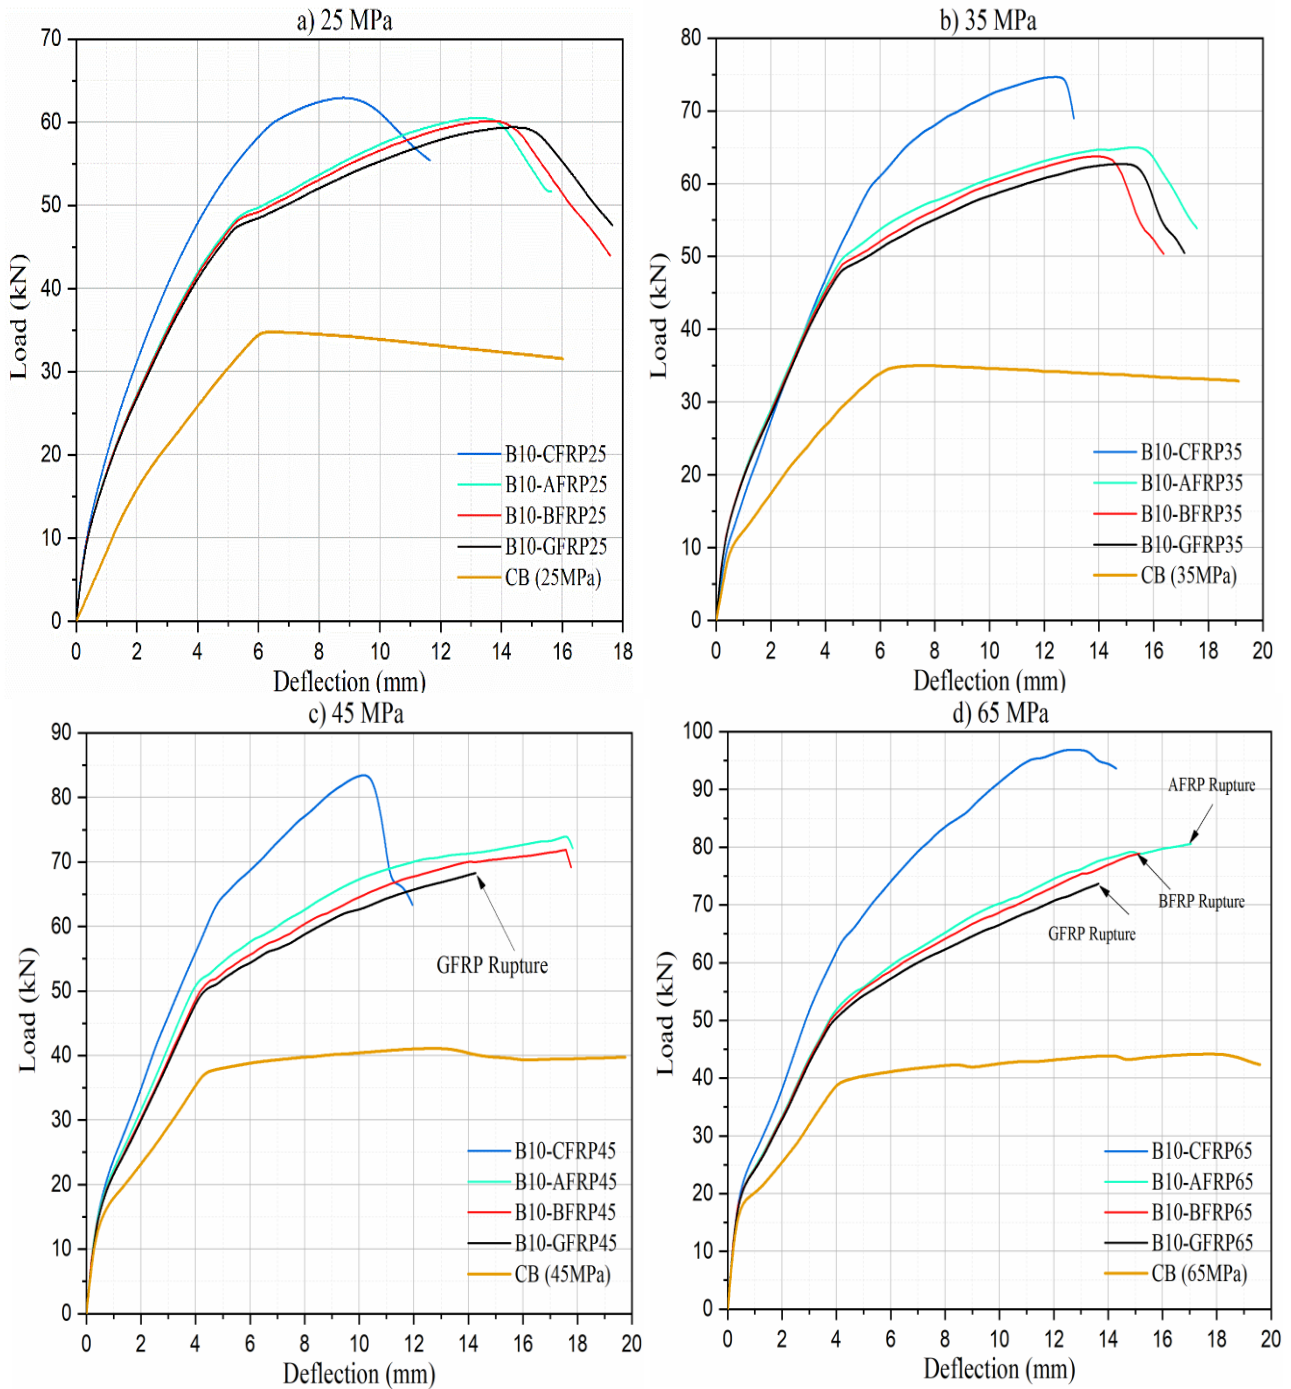 a) 25 MPa
70
60
50
40
30
20
10
0
Load (kN)
B10-CFRP25
B10-AFRP25
B10-BFRP25
B10-GFRP25
CB (25MPa)
0 2 4 6 8 10 12 14 16 18
Deflection (mm)
b) 35 MPa
80
70
60
50
40
30
20
10
0
Load (kN)
B10-CFRP35
B10-AFRP35
B10-BFRP35
B10-GFRP35
CB (35MPa)
0 2 4 6 8 10 12 14 16 18 20
Deflection (mm)
c) 45 MPa
90
80
70
60
50
40
30
20
10
0
Load (kN)
GFRP Rupture
B10-CFRP45
B10-AFRP45
B10-BFRP45
B10-GFRP45
CB (45MPa)
0 2 4 6 8 10 12 14 16 18 20
Deflection (mm)
d) 65 MPa
100
90
80
70
60
50
40
30
20
10
0
Load (kN)
AFRP Rupture
BFRP Rupture
GFRP Rupture
B10-CFRP65
B10-AFRP65
B10-BFRP65
B10-GFRP65
CB (65MPa)
0 2 4 6 8 10 12 14 16 18 20
Deflection (mm)